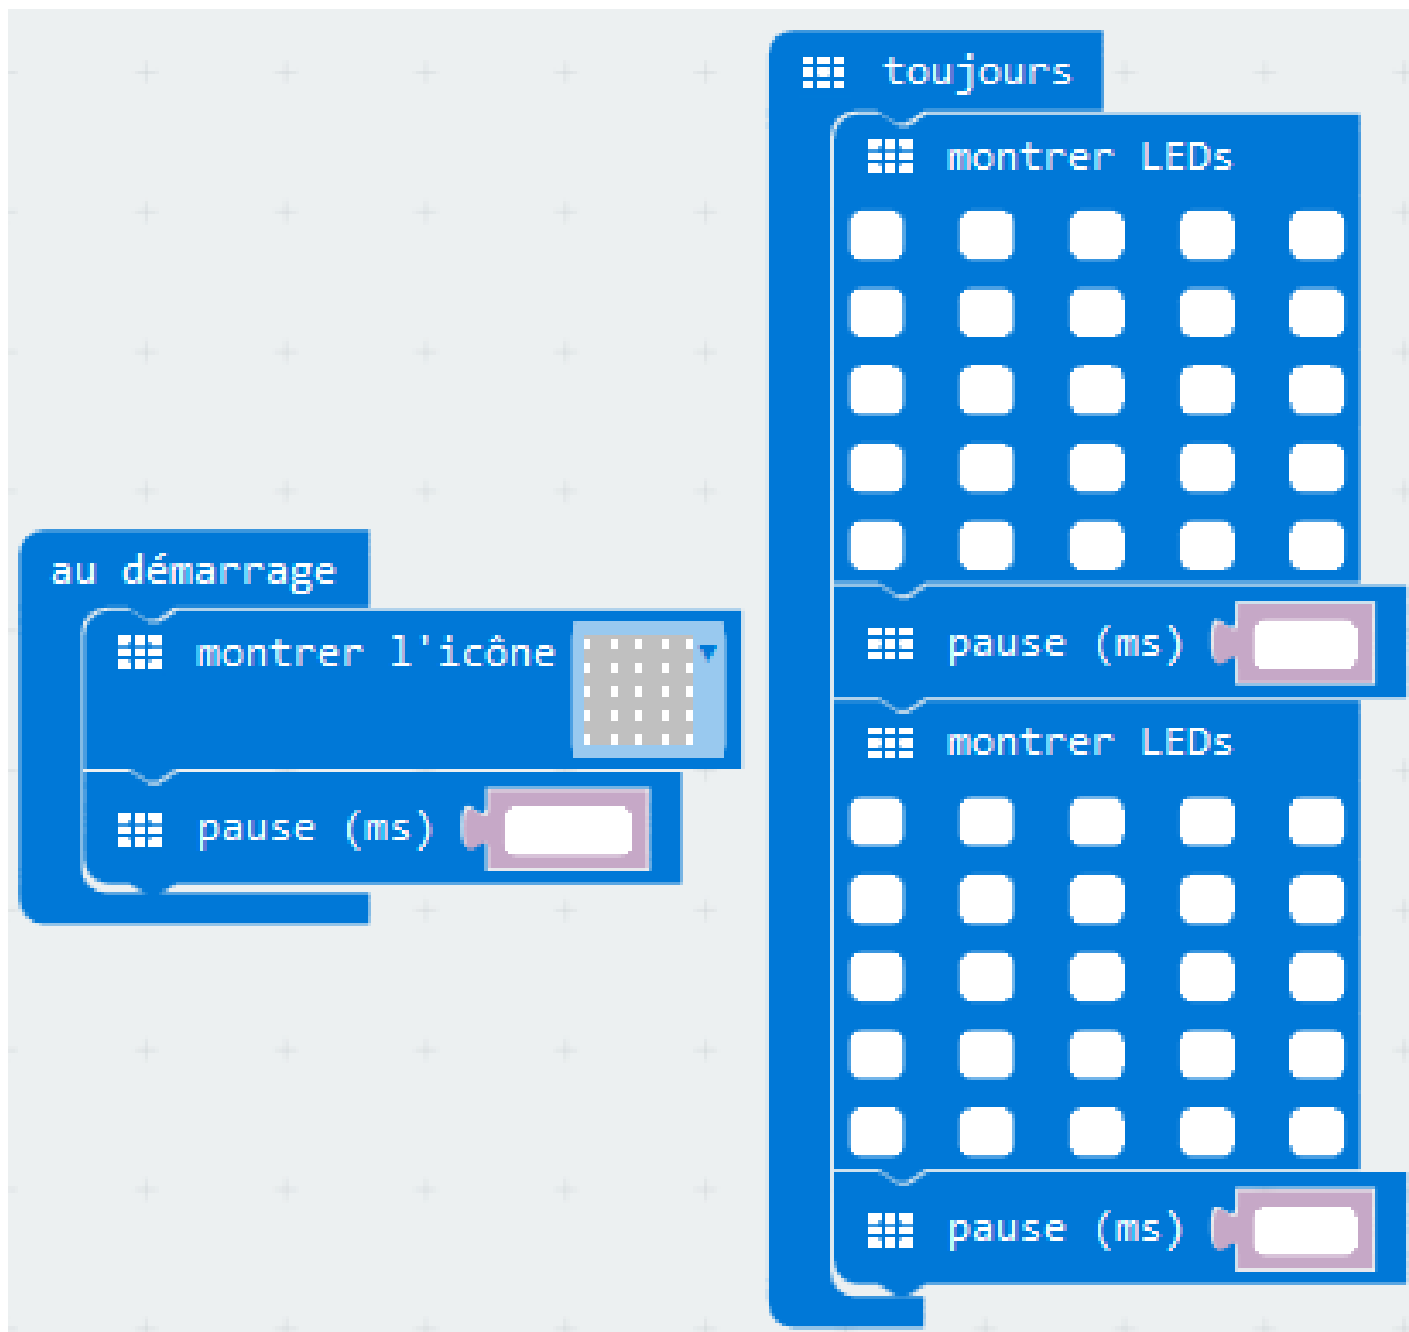 au démarrage
montrer l'icône
pause (ms)
toujours
montrer LEDs
pause (ms)
montrer LEDs
pause (ms)